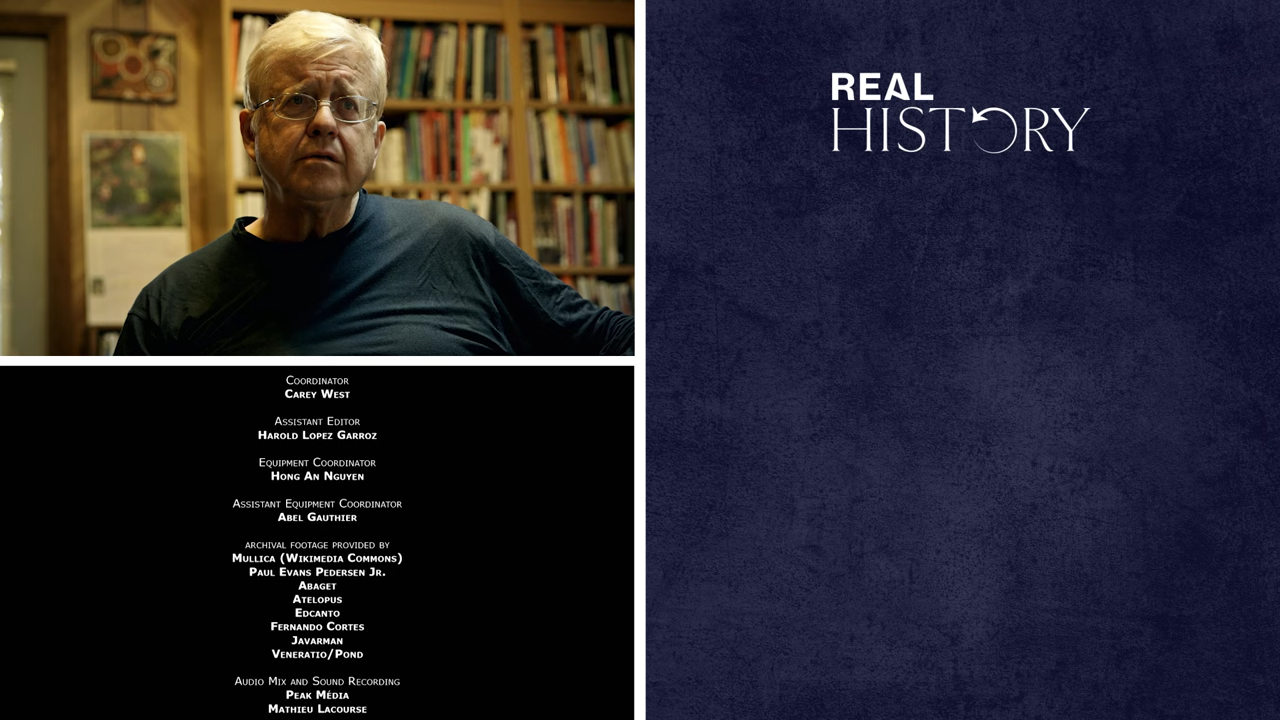 REAL
HISTORY
Coordinator
Carey West
Assistant Editor
Harold Lopez Garroz
Equipment Coordinator
Hong An Nguyen
Assistant Equipment Coordinator
Abel Gauthier
archival footage provided by
Mullica (Wikimedia Commons)
Paul Evans Pedersen Jr.
Abaget
Atelopus
Edcanto
Fernando Cortes
Javarman
Veneratio/Pond
Audio Mix and Sound Recording
Peak Média
Mathieu Lacourse